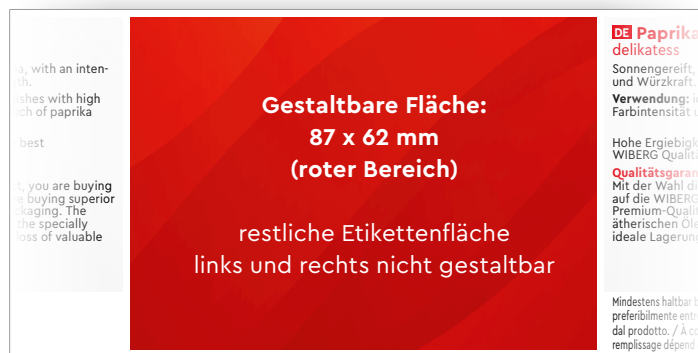 a, with an inten-
th.
shes with high
ch of paprika
best
t, you are buying
e buying superior
ckaging. The
the specially
loss of valuable
Gestaltbare Fläche:
87 x 62 mm
(roter Bereich)
restliche Etikettenfläche
links und rechts nicht gestaltbar
DE Paprika
delikatess
Sonnengereift,
und Würzkraft.
Verwendung:
Farbintensität
Hohe Ergiebigk
WIBERG Qualit
Qualitätsgaran
Mit der Wahl di
auf die WIBERG
Premium-Qualit
ätherischen Öle
ideale Lagerun
Mindestens haltbar b
preferibilmente entr
dal prodotto. / À co
remplissage dépend